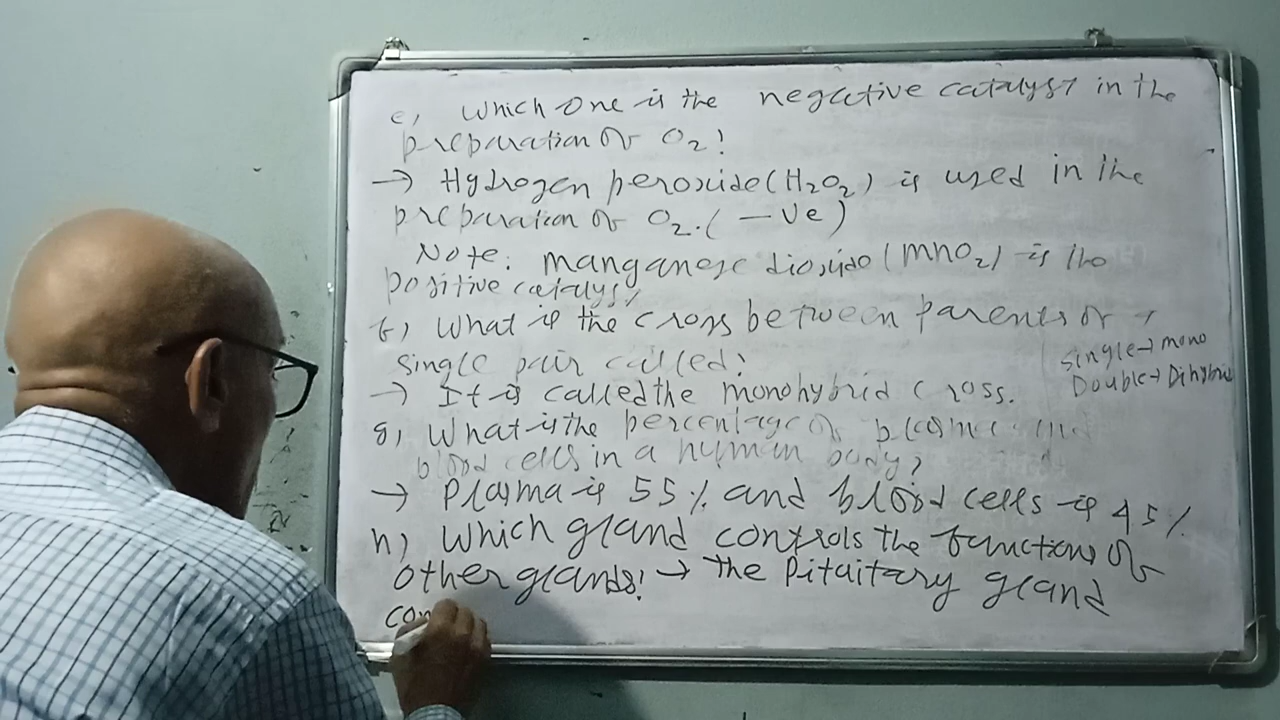 e, Which one is the negative catalyst in the
preparation of O₂?
→ Hydrogen peroxide (H₂O₂) is used in the
preparation of O₂. (-ve)
Note: Manganese dioxide (MnO₂) is the
positive catalyst
f) What is the cross between parents of
single pair called?
single → mono
Double → Dihybrid
→ It is called the monohybrid cross.
g, What is the percentage of
blood cells in a human body?
→ Plasma is 55% and blood cells is 45%
h) Which gland controls the functions of
other glands? → The Pituitary gland
con